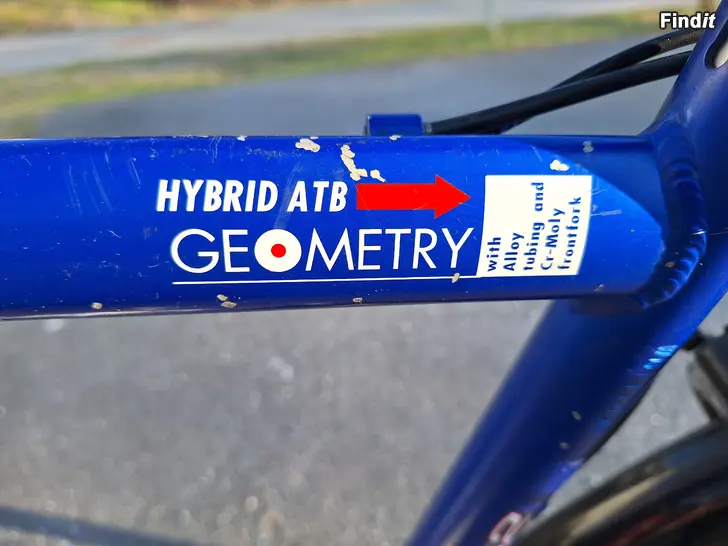 Findit
HYBRID ATB
GEOMETRY
with
Alloy
tubing and
Cr-Moly
frontfork